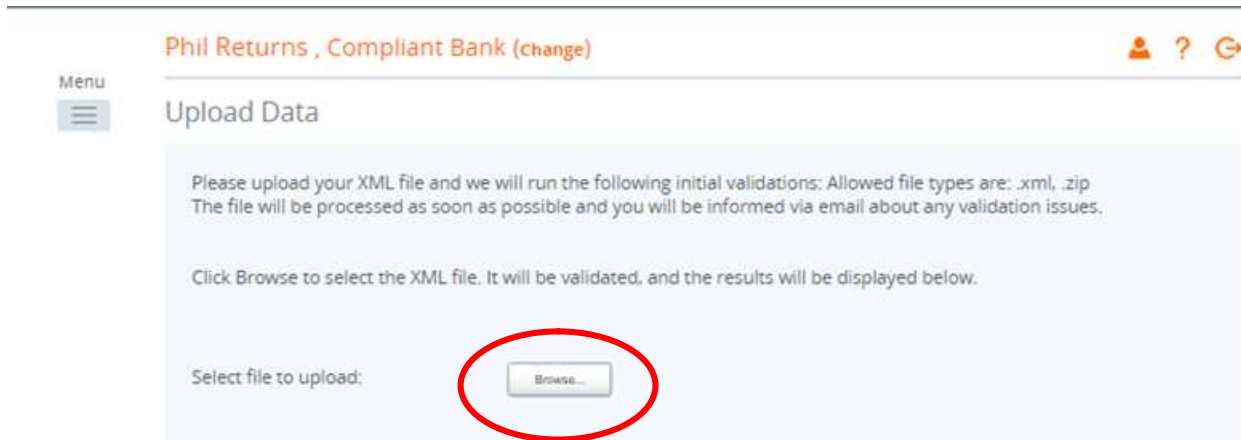 Phil Returns , Compliant Bank (Change)
?
Menu
Upload Data
Please upload your XML file and we will run the following initial validations: Allowed file types are: .xml, .zip
The file will be processed as soon as possible and you will be informed via email about any validation issues.
Click Browse to select the XML file. It will be validated, and the results will be displayed below.
Select file to upload:
Browse...